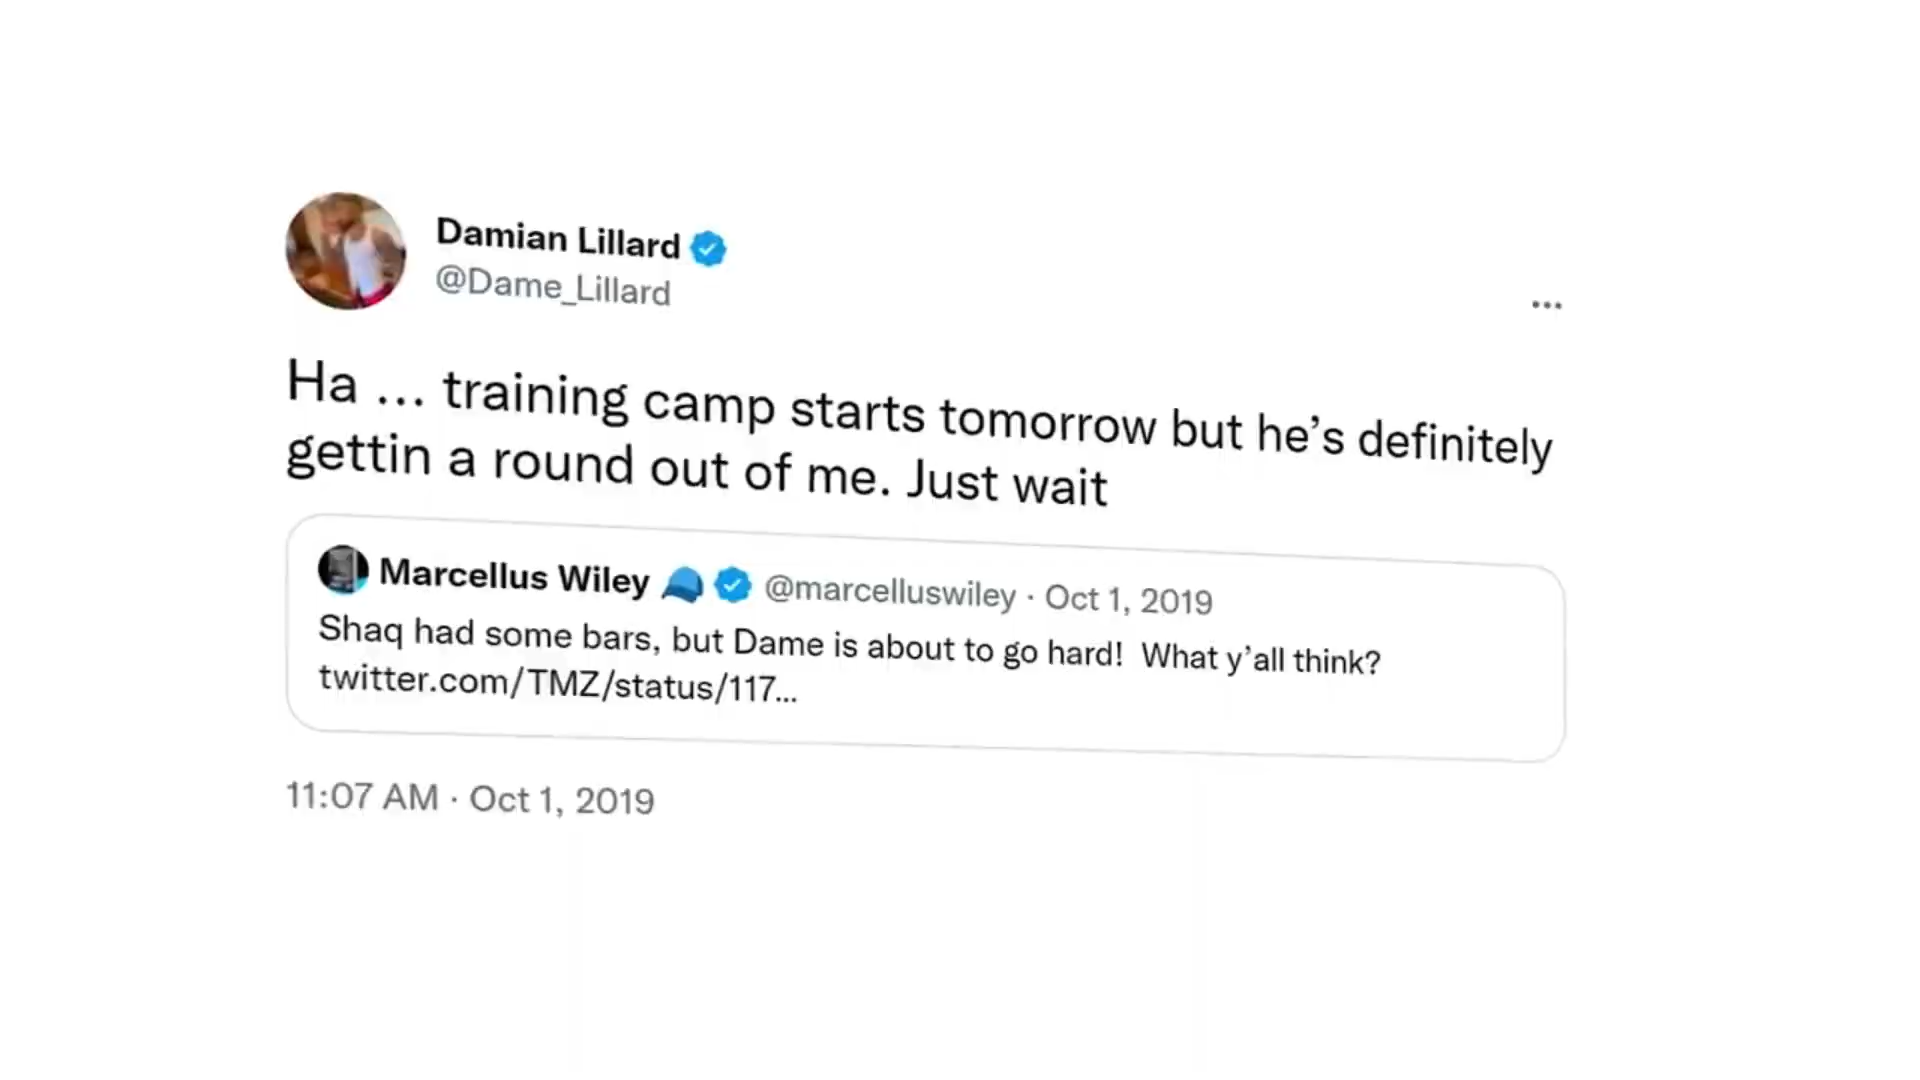 Damian Lillard
@Dame_Lillard
Ha ... training camp starts tomorrow but he’s definitely
gettin a round out of me. Just wait
Marcellus Wiley 🧢 @marcelluswiley · Oct 1, 2019
Shaq had some bars, but Dame is about to go hard! What y’all think?
twitter.com/TMZ/status/117...
11:07 AM · Oct 1, 2019